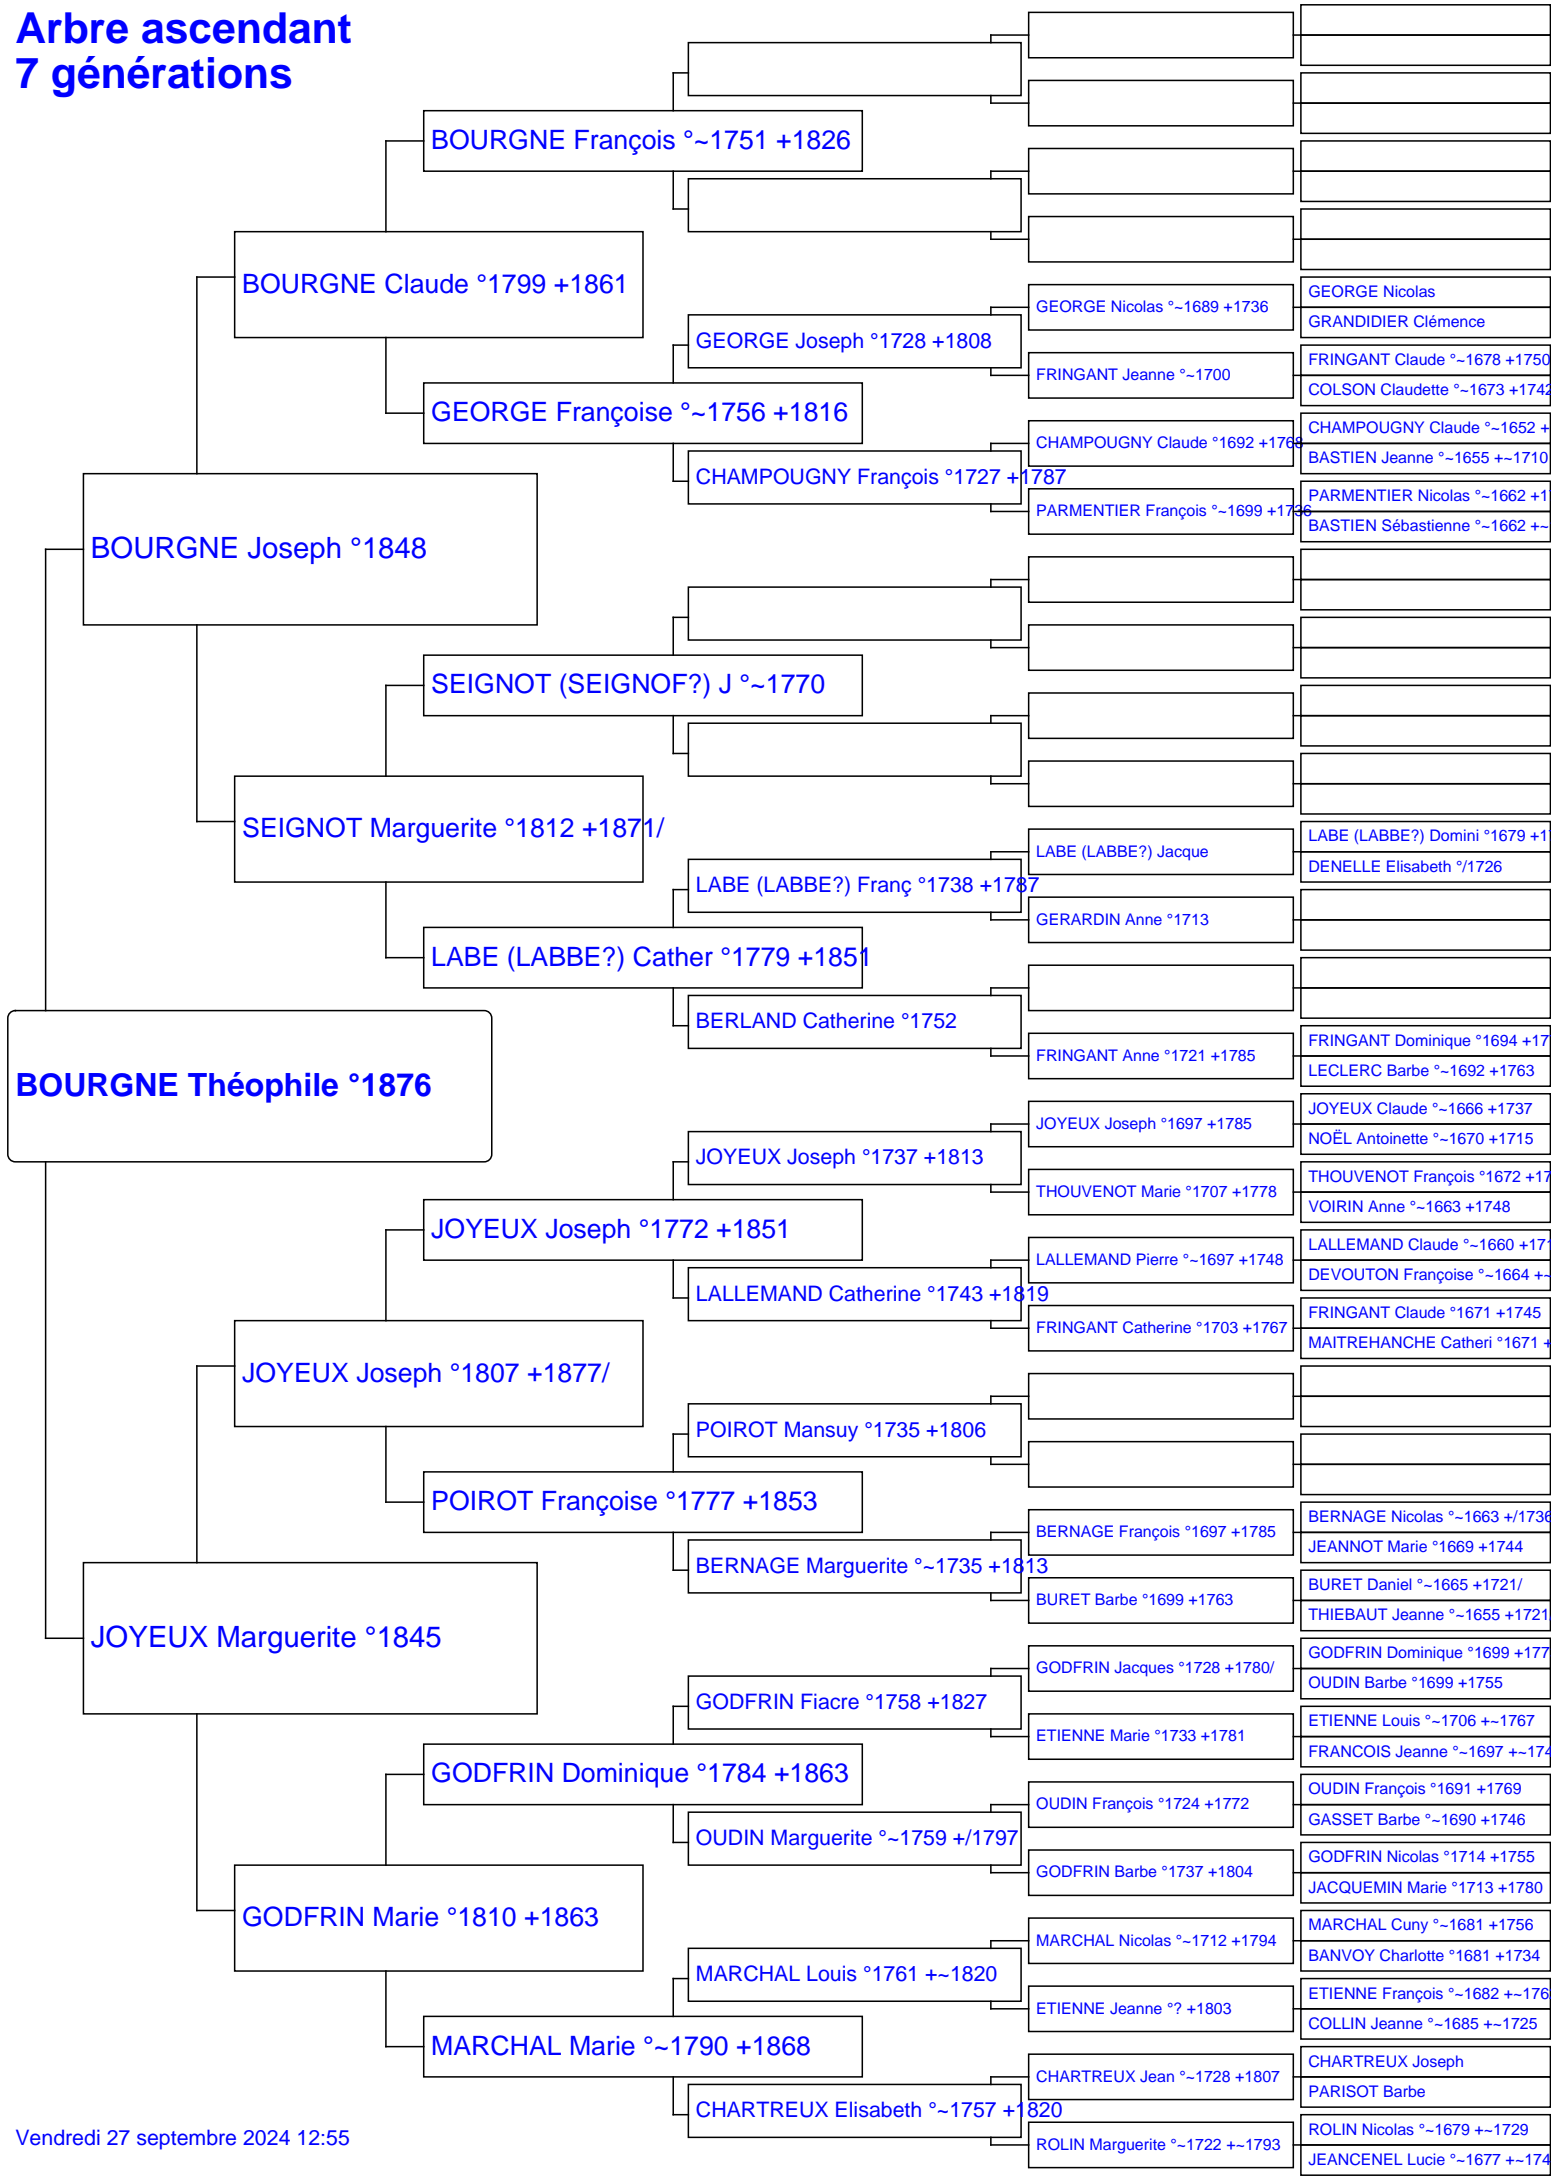 Arbre ascendant
7 générations
BOURGNE François °~1751 +1826
BOURGNE Claude °1799 +1861
GEORGE Nicolas
GEORGE Nicolas °~1689 +1736
GRANDIDIER Clémence
GEORGE Joseph °1728 +1808
FRINGANT Claude °~1678 +1750
FRINGANT Jeanne °~1700
COLSON Claudette °~1673 +1742
GEORGE Françoise °~1756 +1816
CHAMPOUGNY Claude °~1652 +
CHAMPOUGNY Claude °1692 +1768
BASTIEN Jeanne °~1655 +~1710
CHAMPOUGNY François °1727 +1787
PARMENTIER Nicolas °~1662 +1
PARMENTIER François °~1699 +1736
BASTIEN Sébastienne °~1662 +~
BOURGNE Joseph °1848
SEIGNOT (SEIGNOF?) J °~1770
SEIGNOT Marguerite °1812 +1871/
LABE (LABBE?) Domini °1679 +1
LABE (LABBE?) Jacque
DENELLE Elisabeth °/1726
LABE (LABBE?) Franç °1738 +1787
GERARDIN Anne °1713
LABE (LABBE?) Cather °1779 +1851
BERLAND Catherine °1752
FRINGANT Dominique °1694 +17
FRINGANT Anne °1721 +1785
LECLERC Barbe °~1692 +1763
BOURGNE Théophile °1876
JOYEUX Claude °~1666 +1737
JOYEUX Joseph °1697 +1785
NOËL Antoinette °~1670 +1715
JOYEUX Joseph °1737 +1813
THOUVENOT François °1672 +17
THOUVENOT Marie °1707 +1778
VOIRIN Anne °~1663 +1748
JOYEUX Joseph °1772 +1851
LALLEMAND Claude °~1660 +171
LALLEMAND Pierre °~1697 +1748
DEVOUTON Françoise °~1664 +~
LALLEMAND Catherine °1743 +1819
FRINGANT Claude °1671 +1745
FRINGANT Catherine °1703 +1767
MAITREHANCHE Catheri °1671 +
JOYEUX Joseph °1807 +1877/
POIROT Mansuy °1735 +1806
POIROT Françoise °1777 +1853
BERNAGE Nicolas °~1663 +/1736
BERNAGE François °1697 +1785
JEANNOT Marie °1669 +1744
BERNAGE Marguerite °~1735 +1813
BURET Daniel °~1665 +1721/
BURET Barbe °1699 +1763
THIEBAUT Jeanne °~1655 +1721
JOYEUX Marguerite °1845
GODFRIN Dominique °1699 +177
GODFRIN Jacques °1728 +1780/
OUDIN Barbe °1699 +1755
GODFRIN Fiacre °1758 +1827
ETIENNE Louis °~1706 +~1767
ETIENNE Marie °1733 +1781
FRANCOIS Jeanne °~1697 +~174
GODFRIN Dominique °1784 +1863
OUDIN François °1691 +1769
OUDIN François °1724 +1772
GASSET Barbe °~1690 +1746
OUDIN Marguerite °~1759 +/1797
GODFRIN Nicolas °1714 +1755
GODFRIN Barbe °1737 +1804
JACQUEMIN Marie °1713 +1780
GODFRIN Marie °1810 +1863
MARCHAL Cuny °~1681 +1756
MARCHAL Nicolas °~1712 +1794
BANVOY Charlotte °1681 +1734
MARCHAL Louis °1761 +~1820
ETIENNE François °~1682 +~176
ETIENNE Jeanne °? +1803
COLLIN Jeanne °~1685 +~1725
MARCHAL Marie °~1790 +1868
CHARTREUX Joseph
CHARTREUX Jean °~1728 +1807
PARISOT Barbe
CHARTREUX Elisabeth °~1757 +1820
ROLIN Nicolas °~1679 +~1729
ROLIN Marguerite °~1722 +~1793
JEANCENEL Lucie °~1677 +~174
Vendredi 27 septembre 2024 12:55